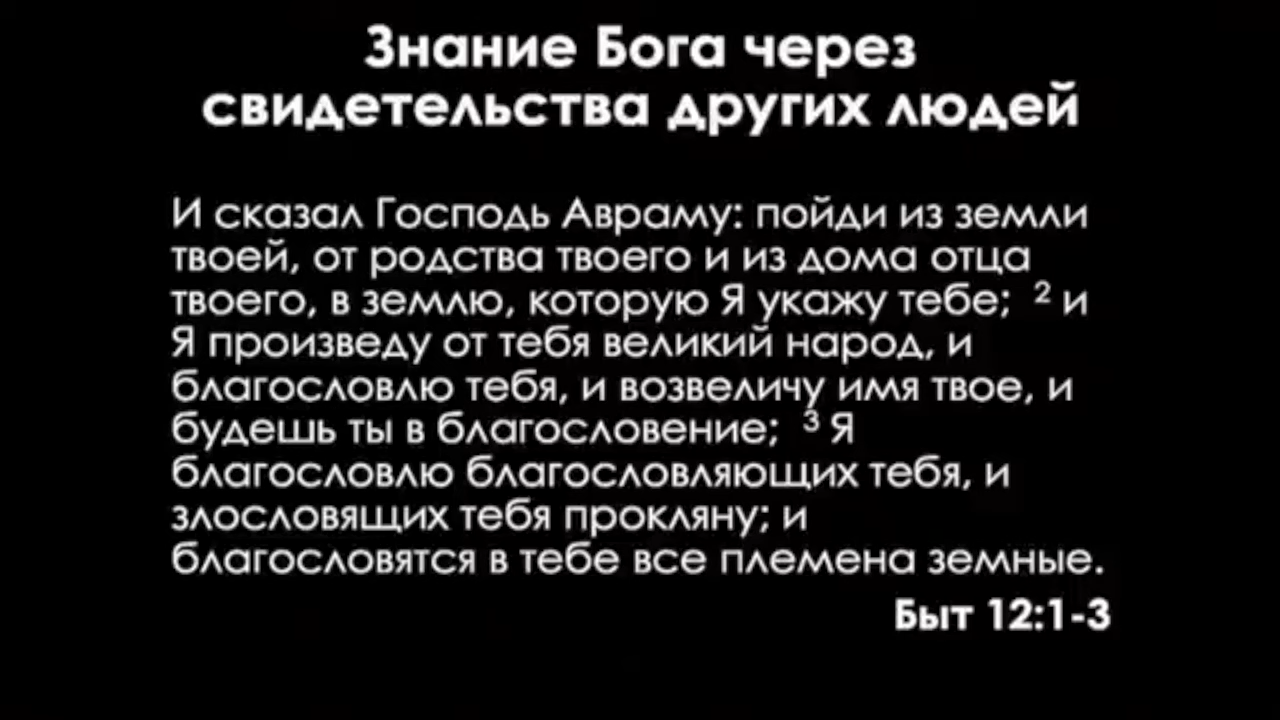 Знание Бога через
свидетельства других людей
И сказал Господь Авраму: пойди из земли
твоей, от родства твоего и из дома отца
твоего, в землю, которую Я укажу тебе; ² и
Я произведу от тебя великий народ, и
благословлю тебя, и возвеличу имя твое, и
будешь ты в благословение; ³ Я
благословлю благословляющих тебя, и
злословящих тебя прокляну; и
благословятся в тебе все племена земные.
Быт 12:1-3